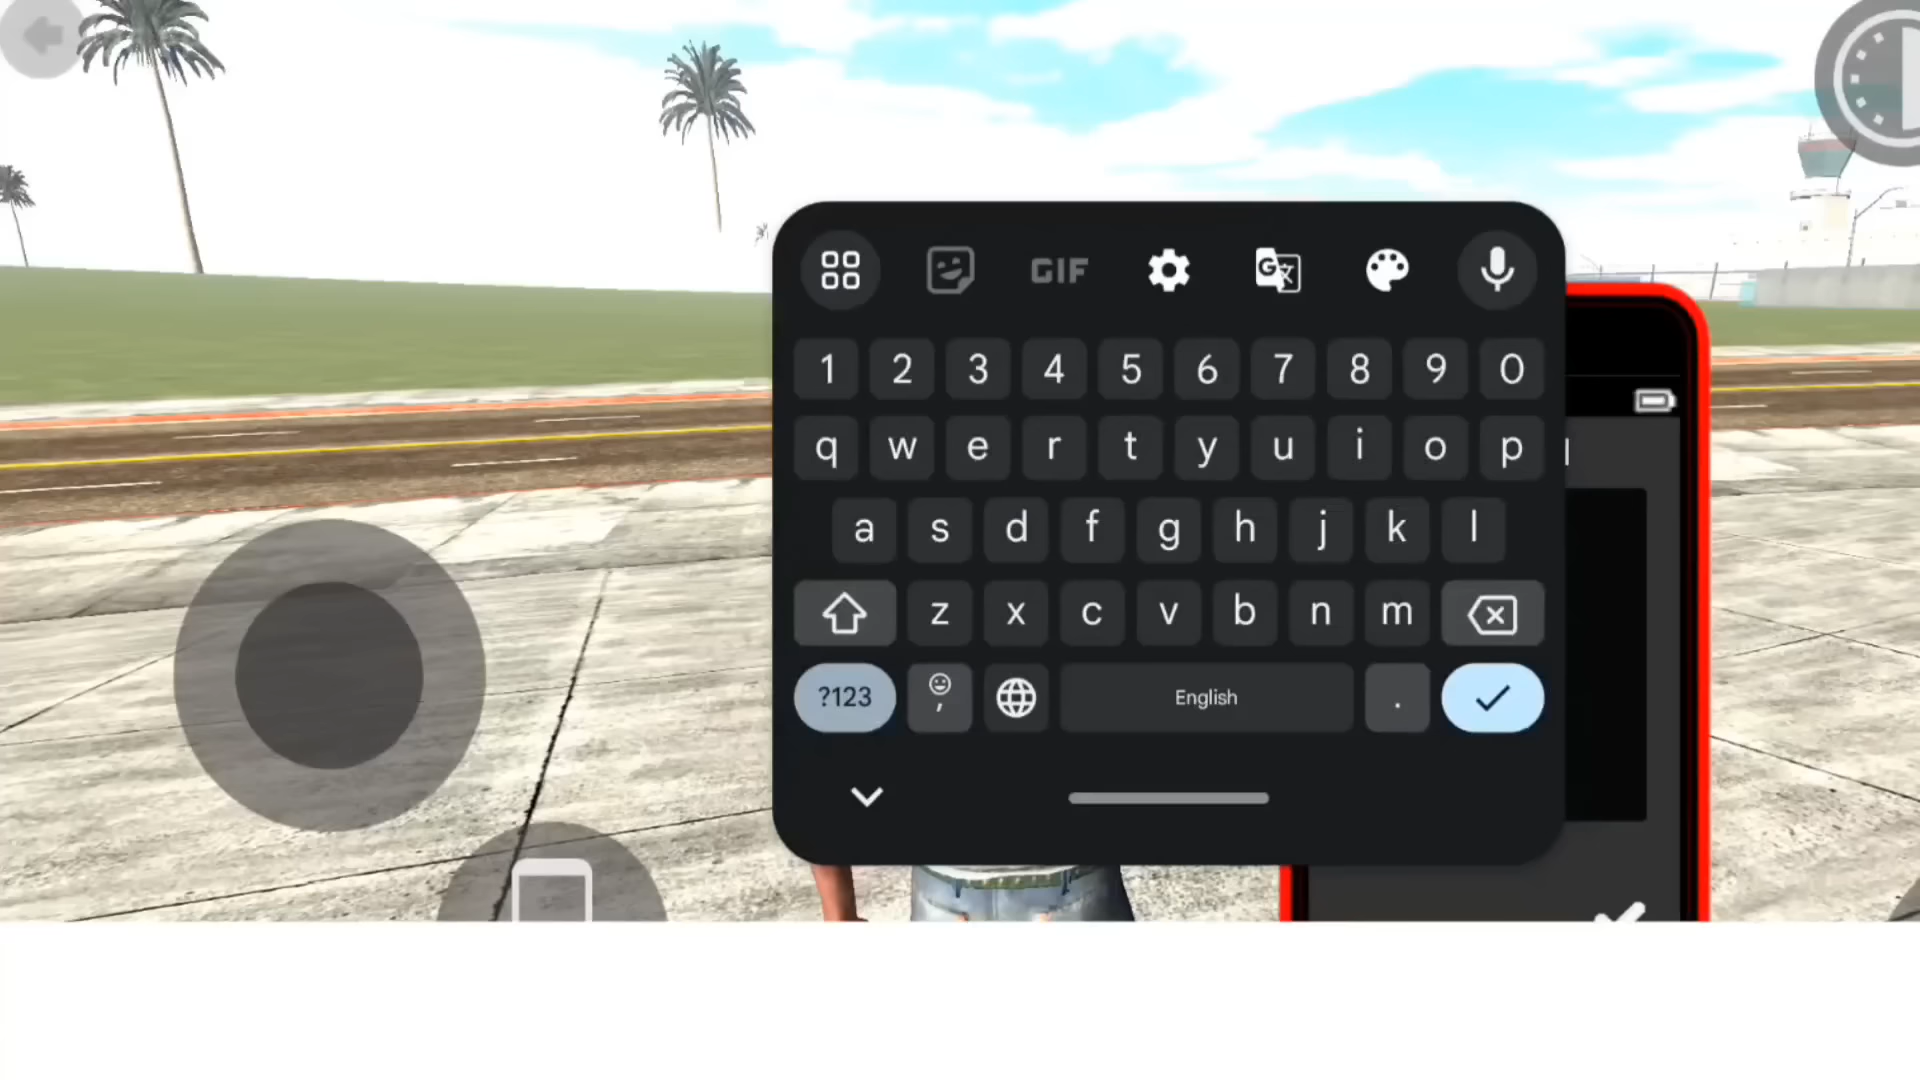 GIF
1 2 3 4 5 6 7 8 9 0
q w e r t y u i o p
a s d f g h j k l
z x c v b n m
?123 , English .